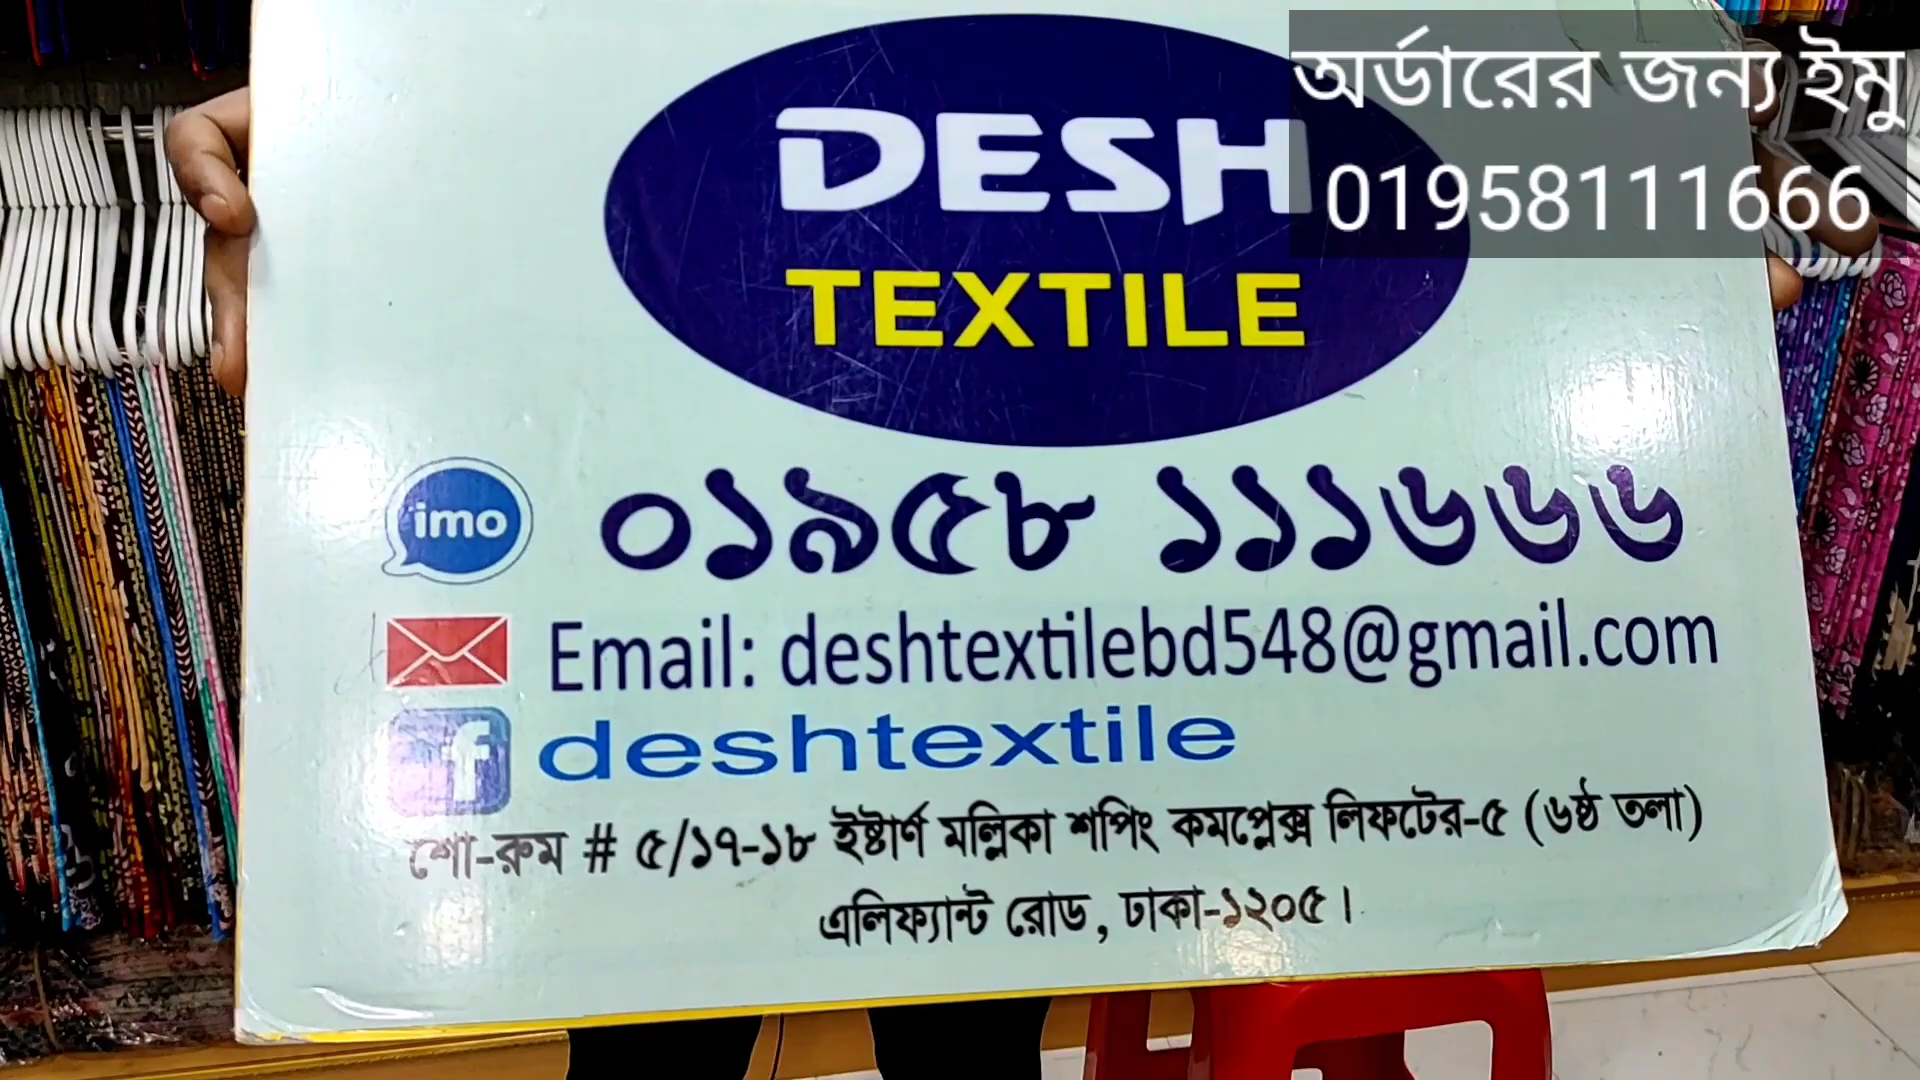 অর্ডারের জন্য ইমু
01958111666
DESH
TEXTILE
imo ০১৯৫৮ ১১১৬৬৬
Email: deshtextilebd548@gmail.com
f deshtextile
শো-রুম # ৫/১৭-১৮ ইষ্টার্ণ মল্লিকা শপিং কমপ্লেক্স লিফটের-৫ (৬ষ্ঠ তলা)
এলিফ্যান্ট রোড, ঢাকা-১২০৫।